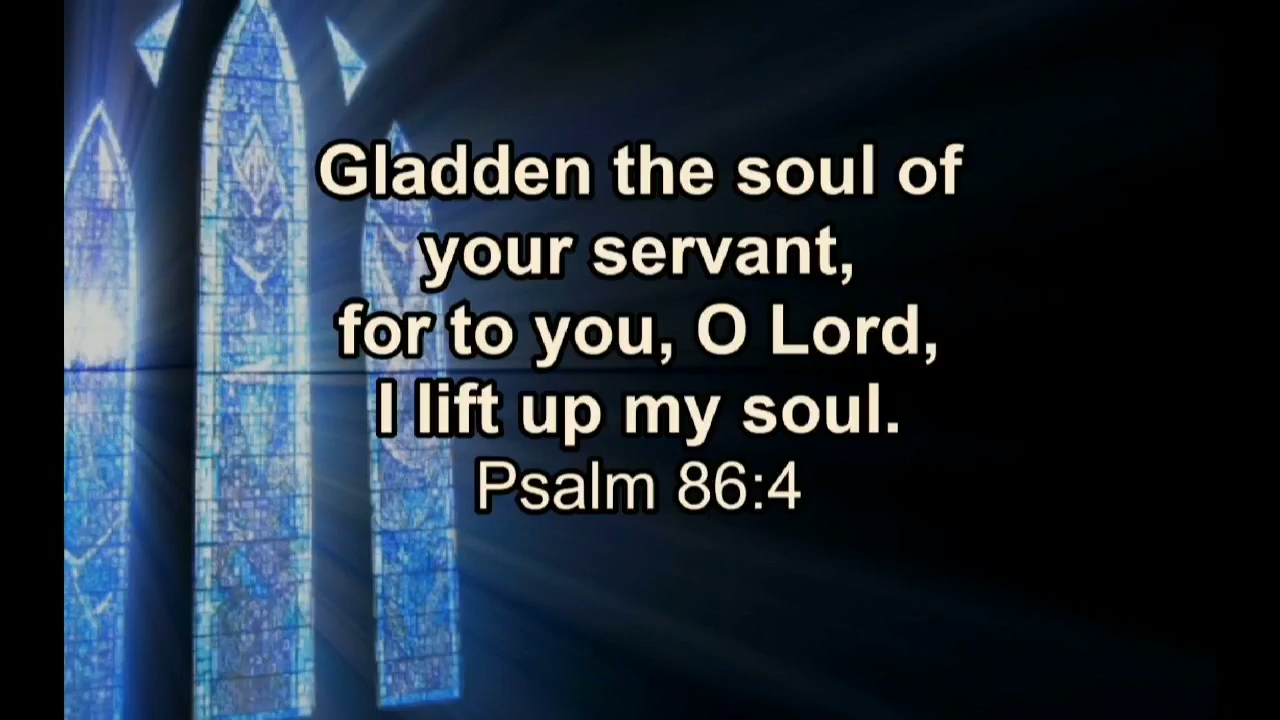 Gladden the soul of
your servant,
for to you, O Lord,
I lift up my soul.
Psalm 86:4